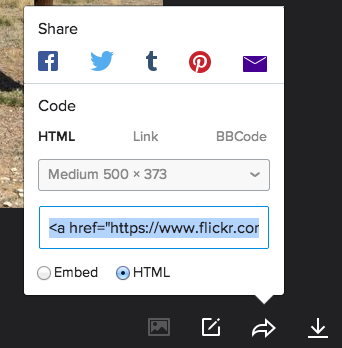 Share
Code
HTML Link BBCode
Medium 500 × 373
<a href="https://www.flickr.cor
Embed HTML